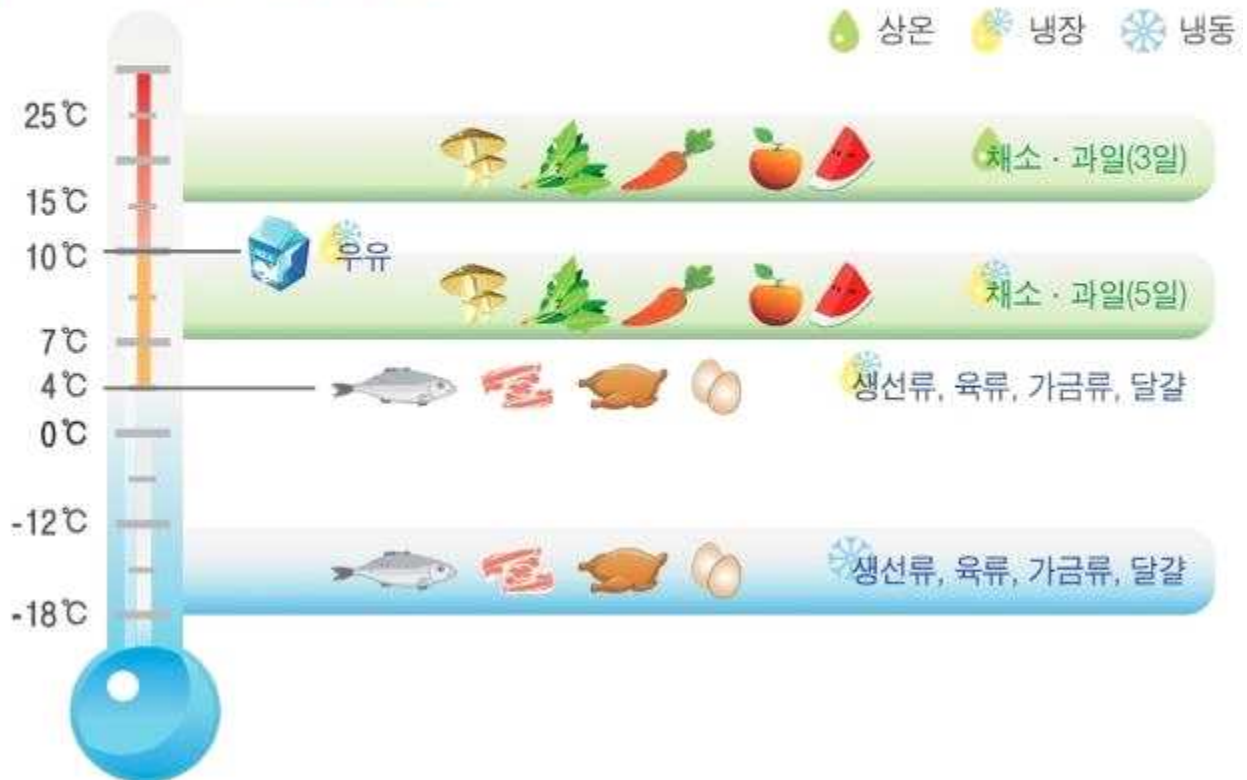 상온 냉장 냉동
25℃
채소 · 과일(3일)
15℃
10℃
우유
채소 · 과일(5일)
7℃
4℃
생선류, 육류, 가금류, 달걀
0℃
-12℃
생선류, 육류, 가금류, 달걀
-18℃